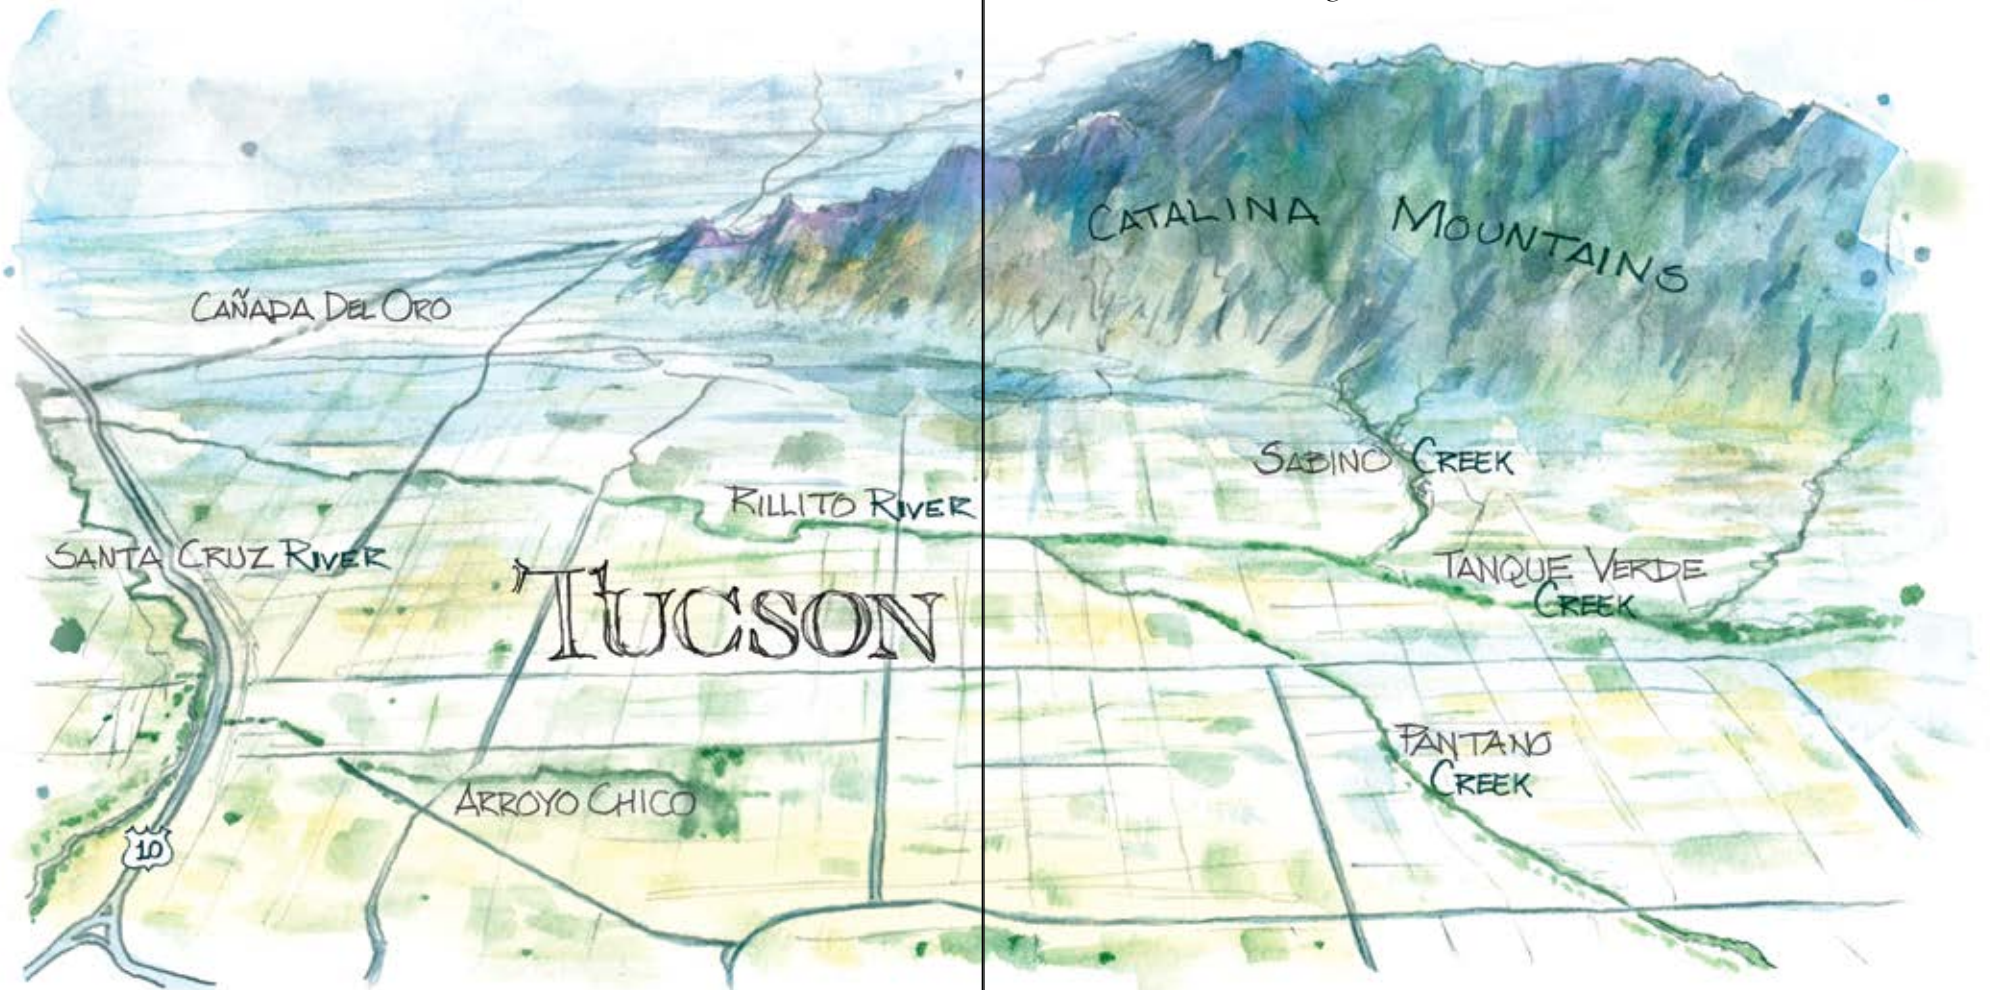 CATALINA MOUNTAINS
CAÑADA DEL ORO
SABINO CREEK
RILLITO RIVER
SANTA CRUZ RIVER
TANQUE VERDE
CREEK
TUCSON
PANTANO
CREEK
ARROYO CHICO
10